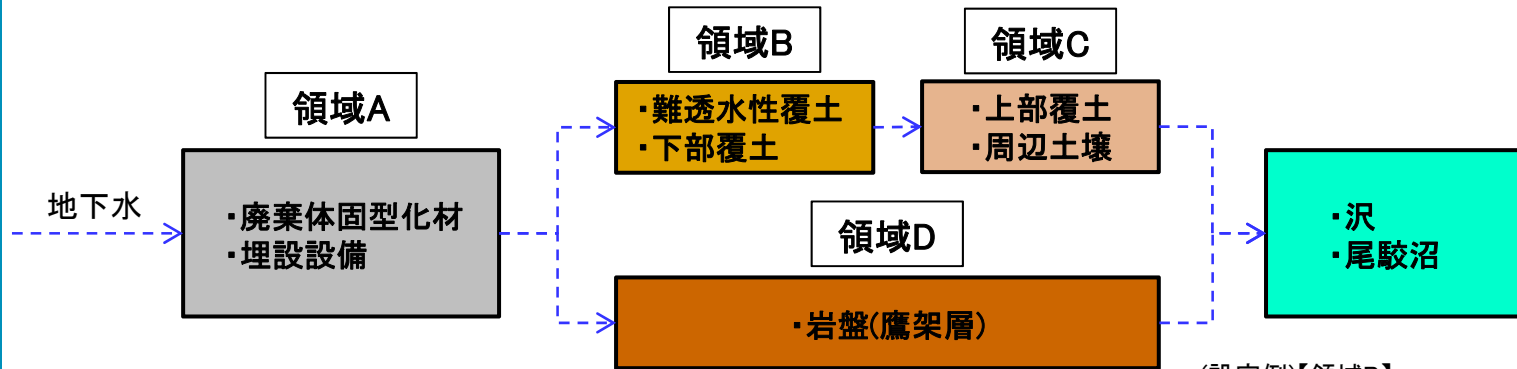 領域B
領域C
領域A
・難透水性覆土
・下部覆土
・上部覆土
・周辺土壌
地下水
・廃棄体固型化材
・埋設設備
領域D
・沢
・尾駮沼
・岩盤(鷹架層)